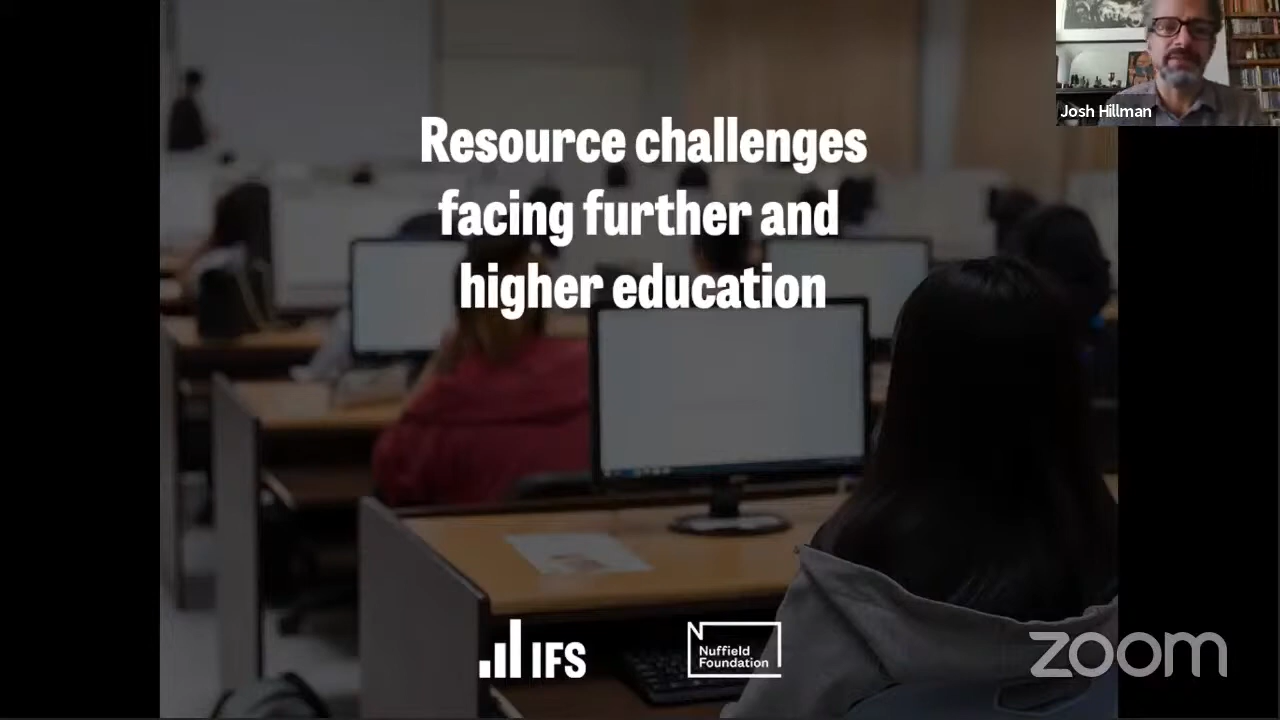 Resource challenges
facing further and
higher education
Josh Hillman
IFS
Nuffield
Foundation
zoom